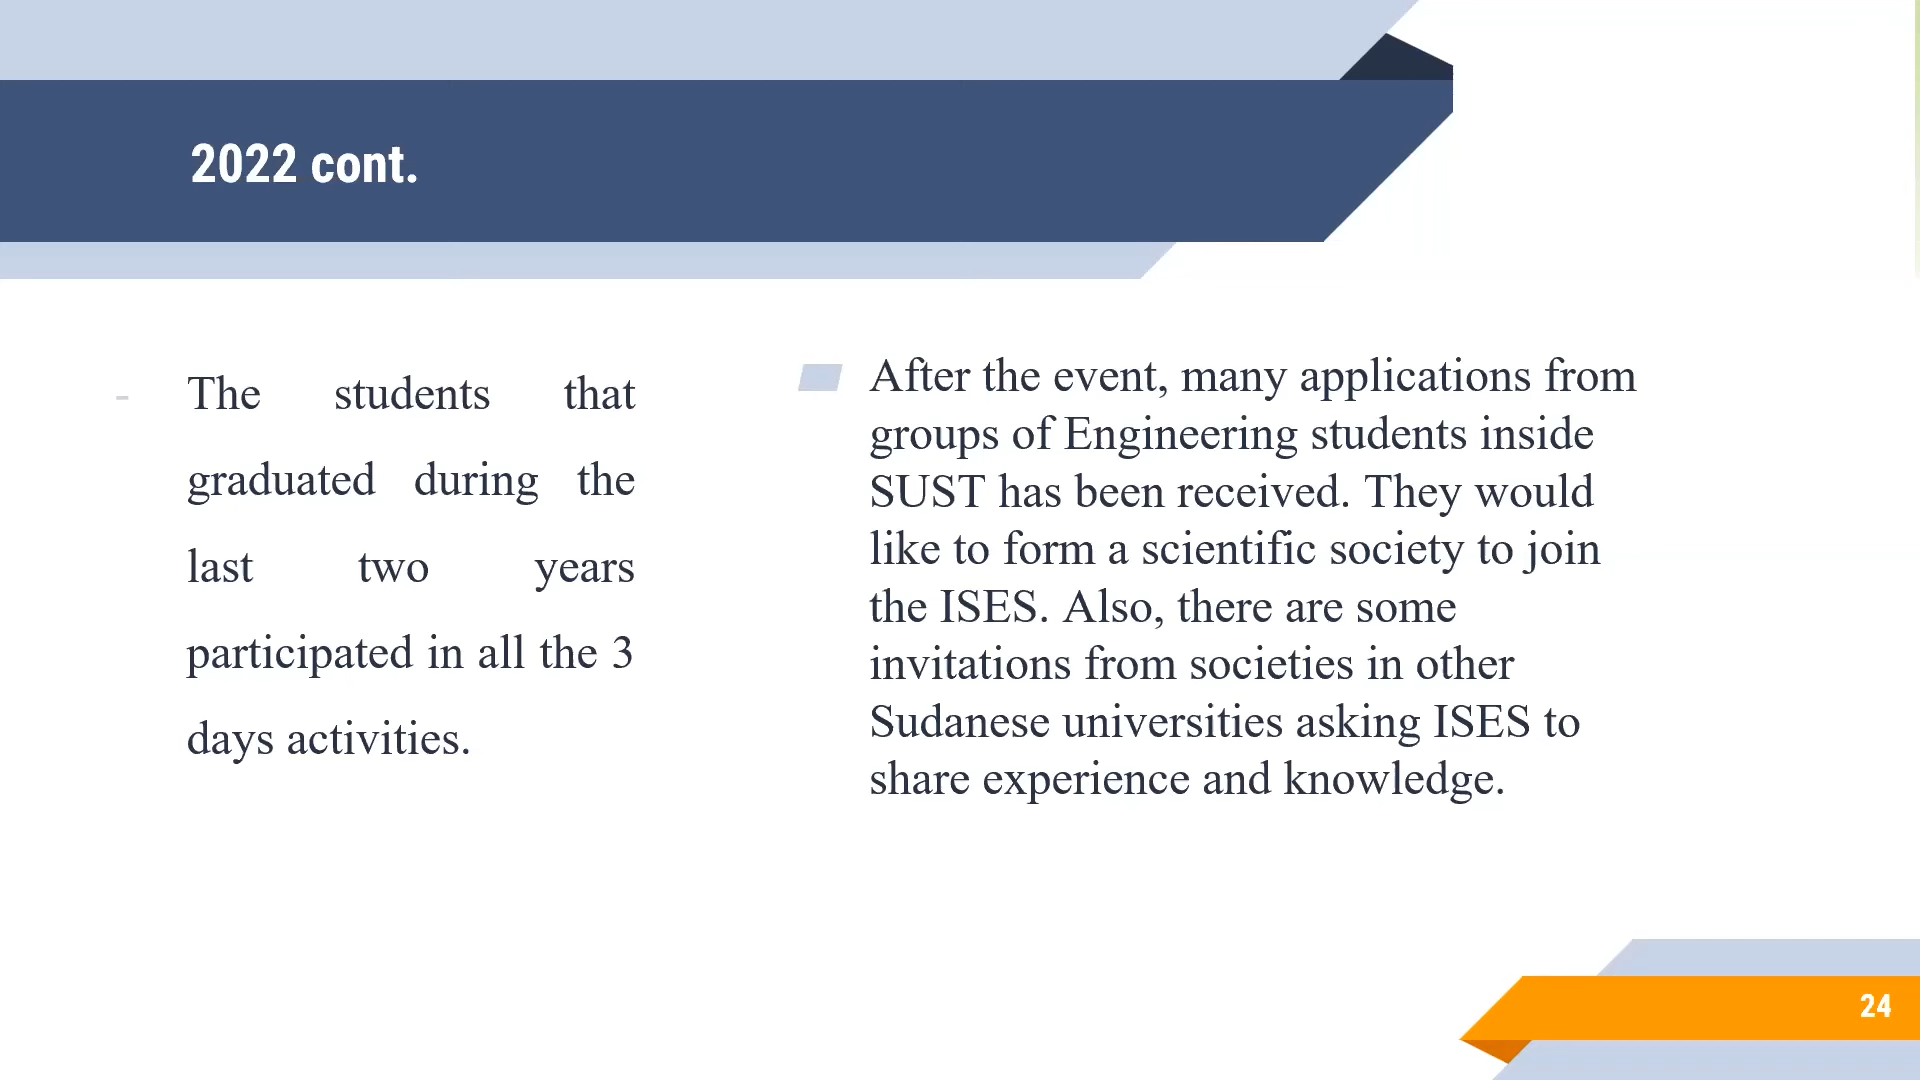 2022 cont.
- The students that
graduated during the
last two years
participated in all the 3
days activities.
After the event, many applications from
groups of Engineering students inside
SUST has been received. They would
like to form a scientific society to join
the ISES. Also, there are some
invitations from societies in other
Sudanese universities asking ISES to
share experience and knowledge.
24